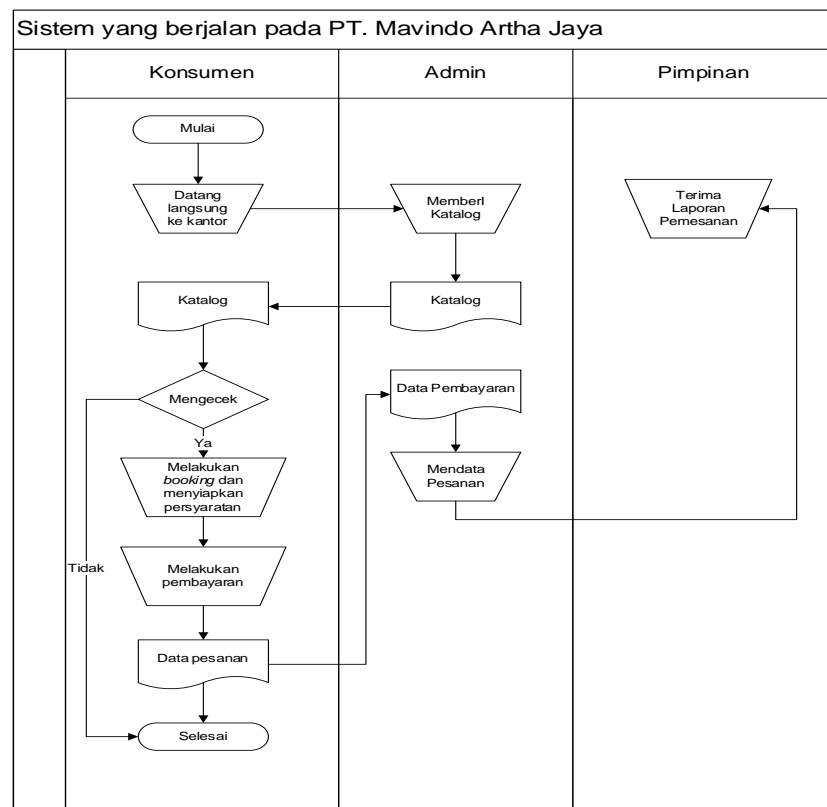 Sistem yang berjalan pada PT. Mavindo Artha Jaya
Konsumen
Admin
Pimpinan
Mulai
Datang
langsung
ke kantor
MemberI
Katalog
Terima
Laporan
Pemesanan
Katalog
Katalog
Mengecek
Data Pembayaran
Ya
Melakukan
booking dan
menyiapkan
persyaratan
Mendata
Pesanan
Tidak
Melakukan
pembayaran
Data pesanan
Selesai